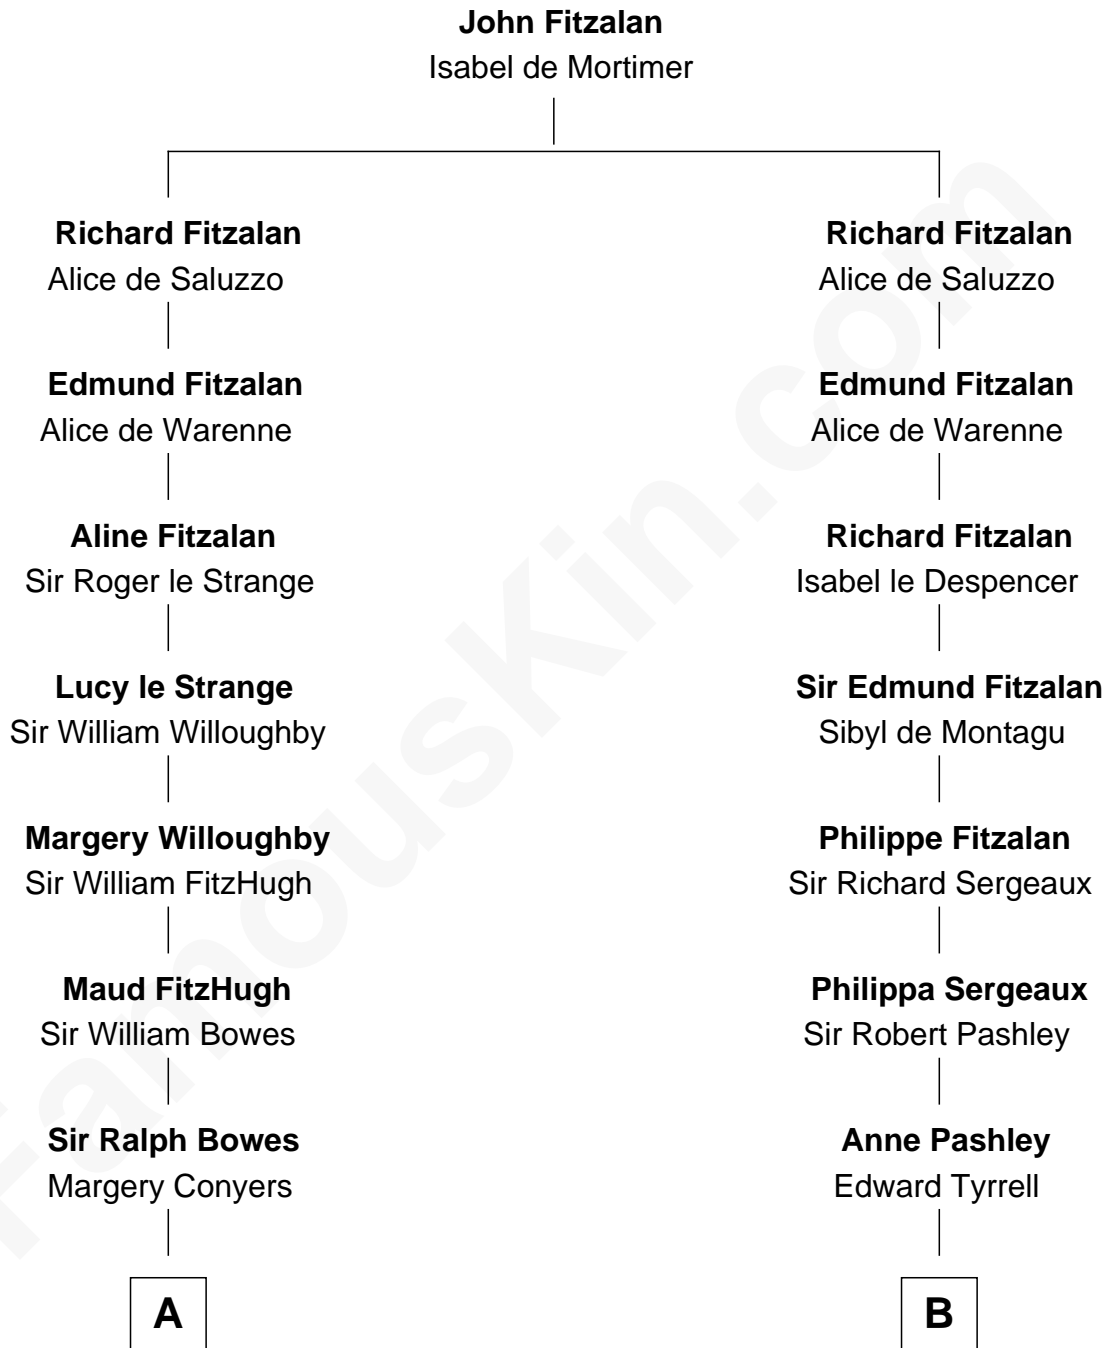 John Fitzalan
Isabel de Mortimer
Richard Fitzalan
Alice de Saluzzo
Richard Fitzalan
Alice de Saluzzo
Edmund Fitzalan
Alice de Warenne
Edmund Fitzalan
Alice de Warenne
Aline Fitzalan
Sir Roger le Strange
Richard Fitzalan
Isabel le Despencer
Lucy le Strange
Sir William Willoughby
Sir Edmund Fitzalan
Sibyl de Montagu
Margery Willoughby
Sir William FitzHugh
Philippe Fitzalan
Sir Richard Sergeaux
Maud FitzHugh
Sir William Bowes
Philippa Sergeaux
Sir Robert Pashley
Sir Ralph Bowes
Margery Conyers
Anne Pashley
Edward Tyrrell
A
B
FamousKin.com